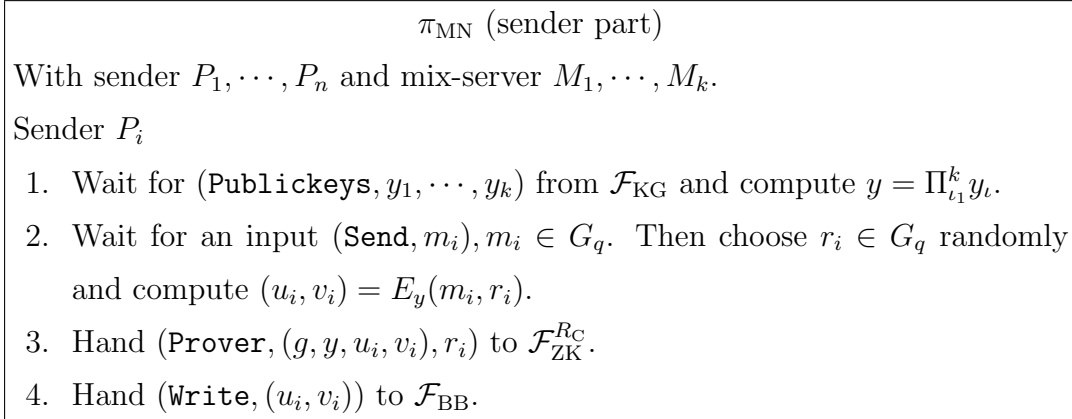 π_MN (sender part)
With sender P_1, ⋯, P_n and mix-server M_1, ⋯, M_k.
Sender P_i
1. Wait for (Publickeys, y_1, ⋯, y_k) from ℱ_KG and compute y = Π_{ι_1}^k y_ι.
2. Wait for an input (Send, m_i), m_i ∈ G_q. Then choose r_i ∈ G_q randomly
and compute (u_i, v_i) = E_y(m_i, r_i).
3. Hand (Prover, (g, y, u_i, v_i), r_i) to ℱ_ZK^{R_C}.
4. Hand (Write, (u_i, v_i)) to ℱ_BB.